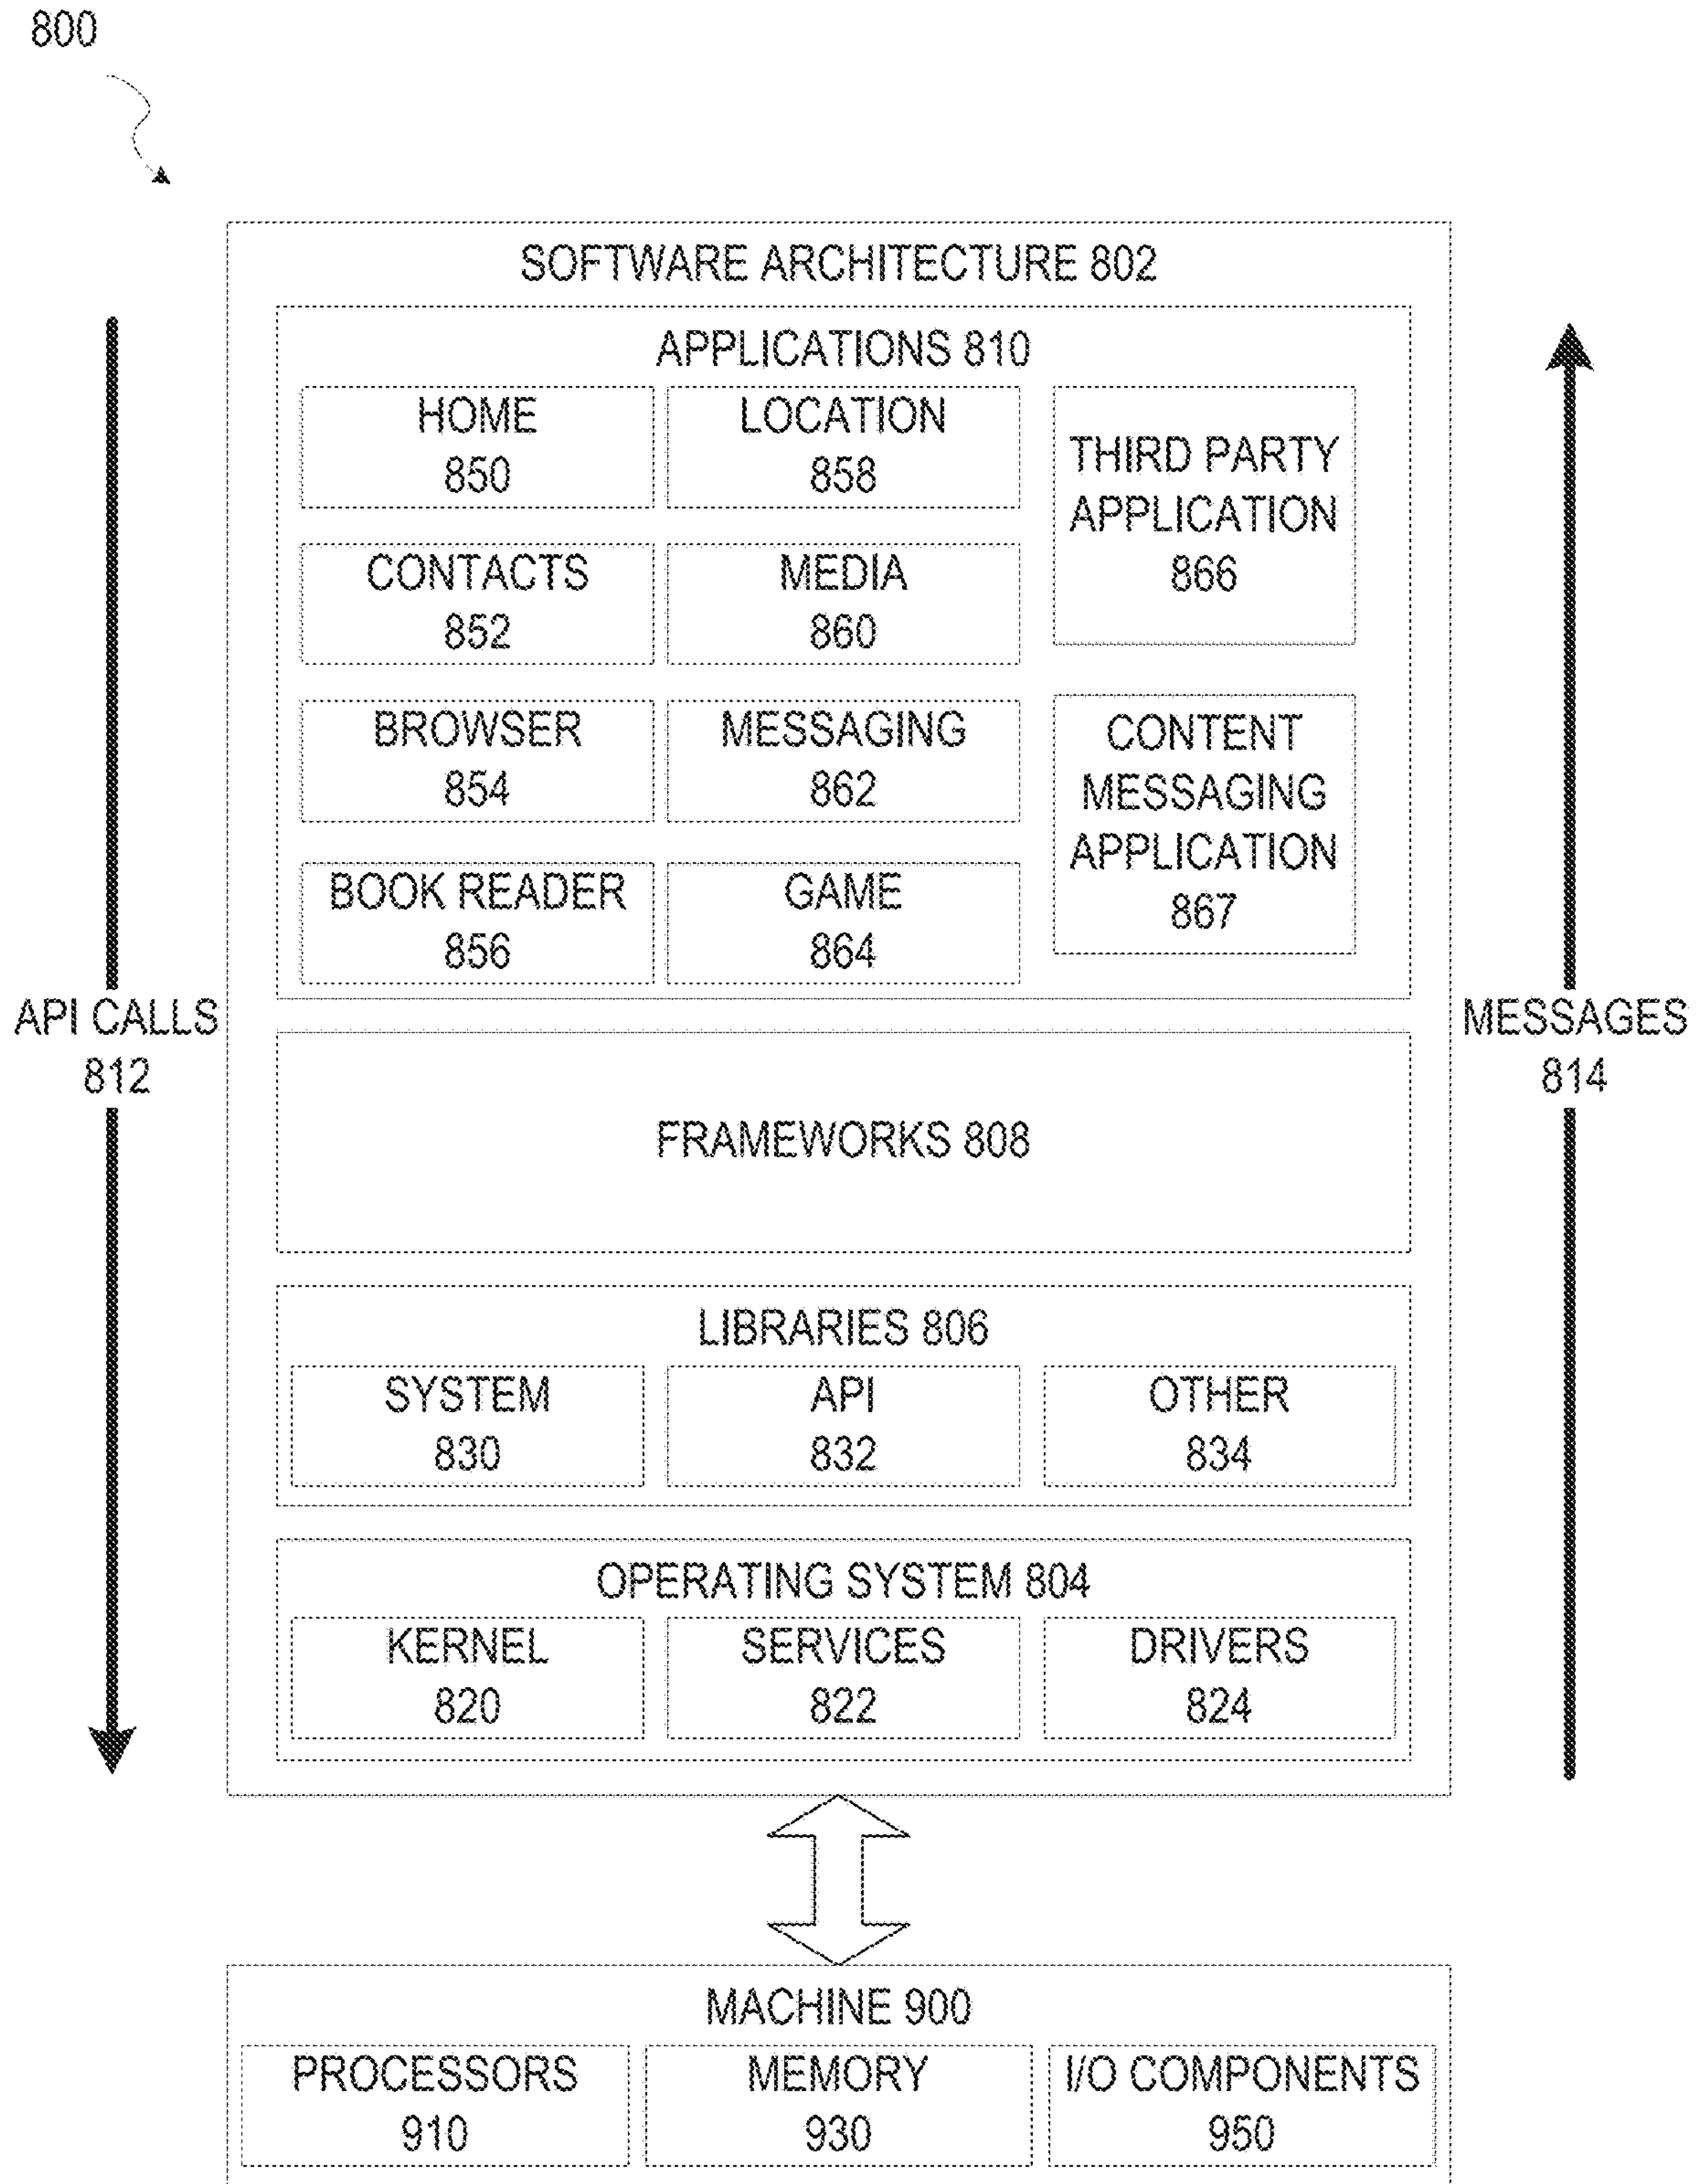 800
SOFTWARE ARCHITECTURE 802
APPLICATIONS 810
HOME
850
LOCATION
858
THIRD PARTY
APPLICATION
866
CONTACTS
852
MEDIA
860
BROWSER
854
MESSAGING
862
CONTENT
MESSAGING
APPLICATION
867
BOOK READER
856
GAME
864
API CALLS
812
MESSAGES
814
FRAMEWORKS 808
LIBRARIES 806
SYSTEM
830
API
832
OTHER
834
OPERATING SYSTEM 804
KERNEL
820
SERVICES
822
DRIVERS
824
MACHINE 900
PROCESSORS
910
MEMORY
930
I/O COMPONENTS
950